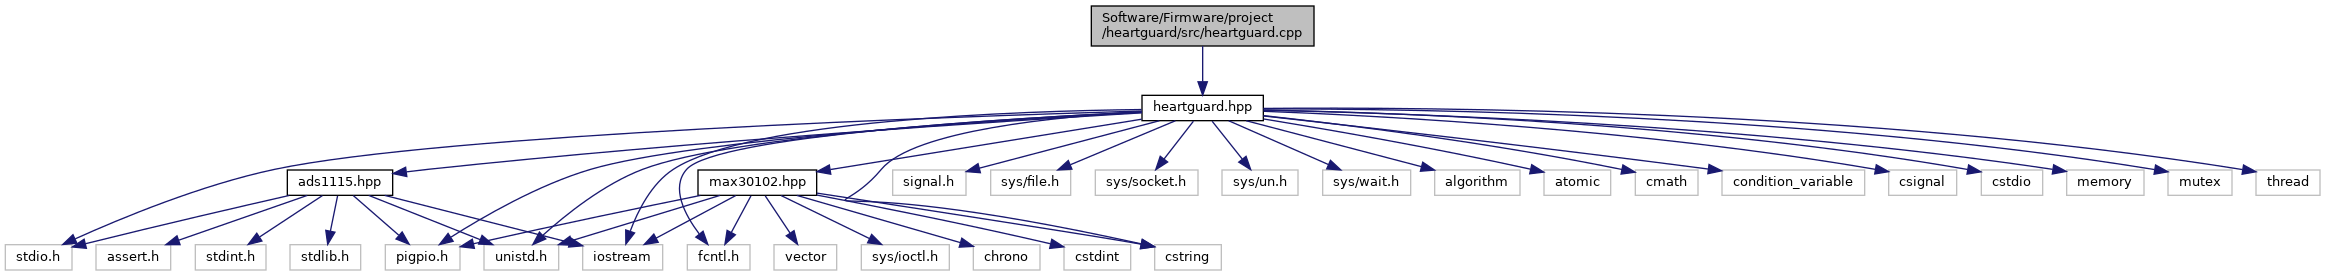 Software/Firmware/project
/heartguard/src/heartguard.cpp
heartguard.hpp
ads1115.hpp
max30102.hpp
signal.h
sys/file.h
sys/socket.h
sys/un.h
sys/wait.h
algorithm
atomic
cmath
condition_variable
csignal
cstdio
memory
mutex
thread
stdio.h
assert.h
stdint.h
stdlib.h
pigpio.h
unistd.h
iostream
fcntl.h
vector
sys/ioctl.h
chrono
cstdint
cstring